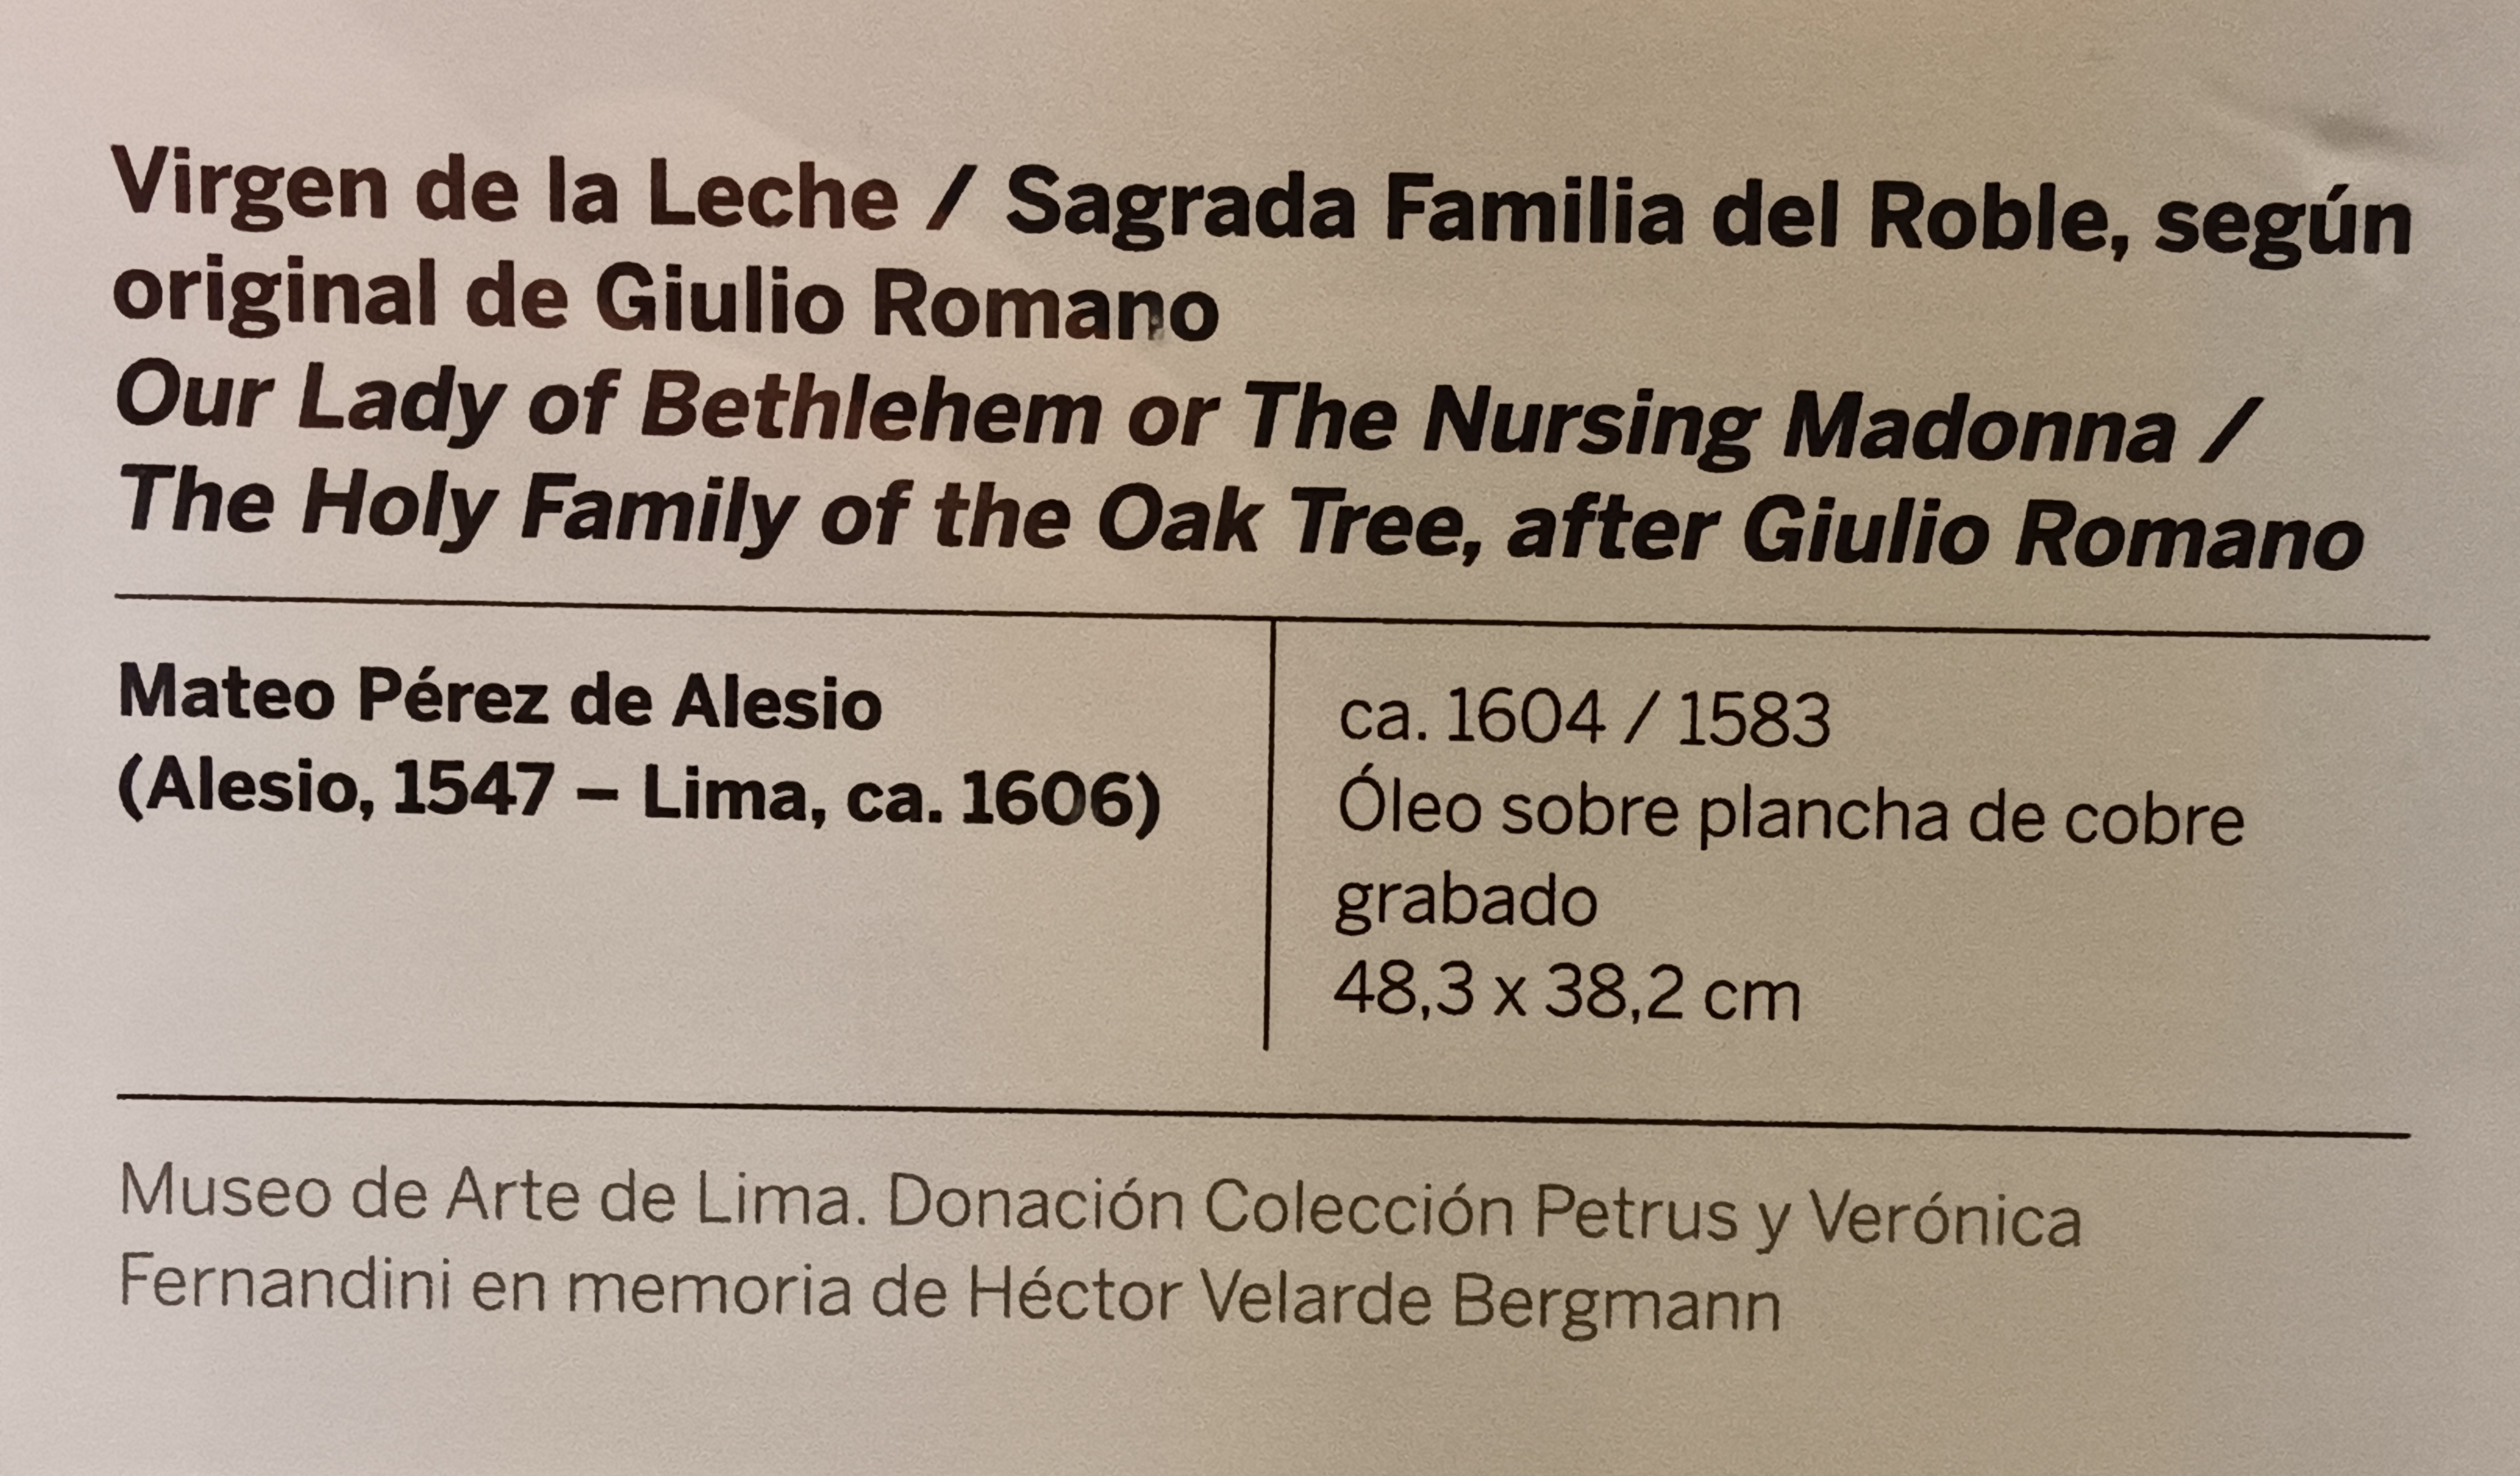 Virgen de la Leche / Sagrada Familia del Roble, según
original de Giulio Romano
Our Lady of Bethlehem or The Nursing Madonna /
The Holy Family of the Oak Tree, after Giulio Romano
Mateo Pérez de Alesio
(Alesio, 1547 – Lima, ca. 1606)
ca. 1604 / 1583
Óleo sobre plancha de cobre
grabado
48,3 x 38,2 cm
Museo de Arte de Lima. Donación Colección Petrus y Verónica
Fernandini en memoria de Héctor Velarde Bergmann